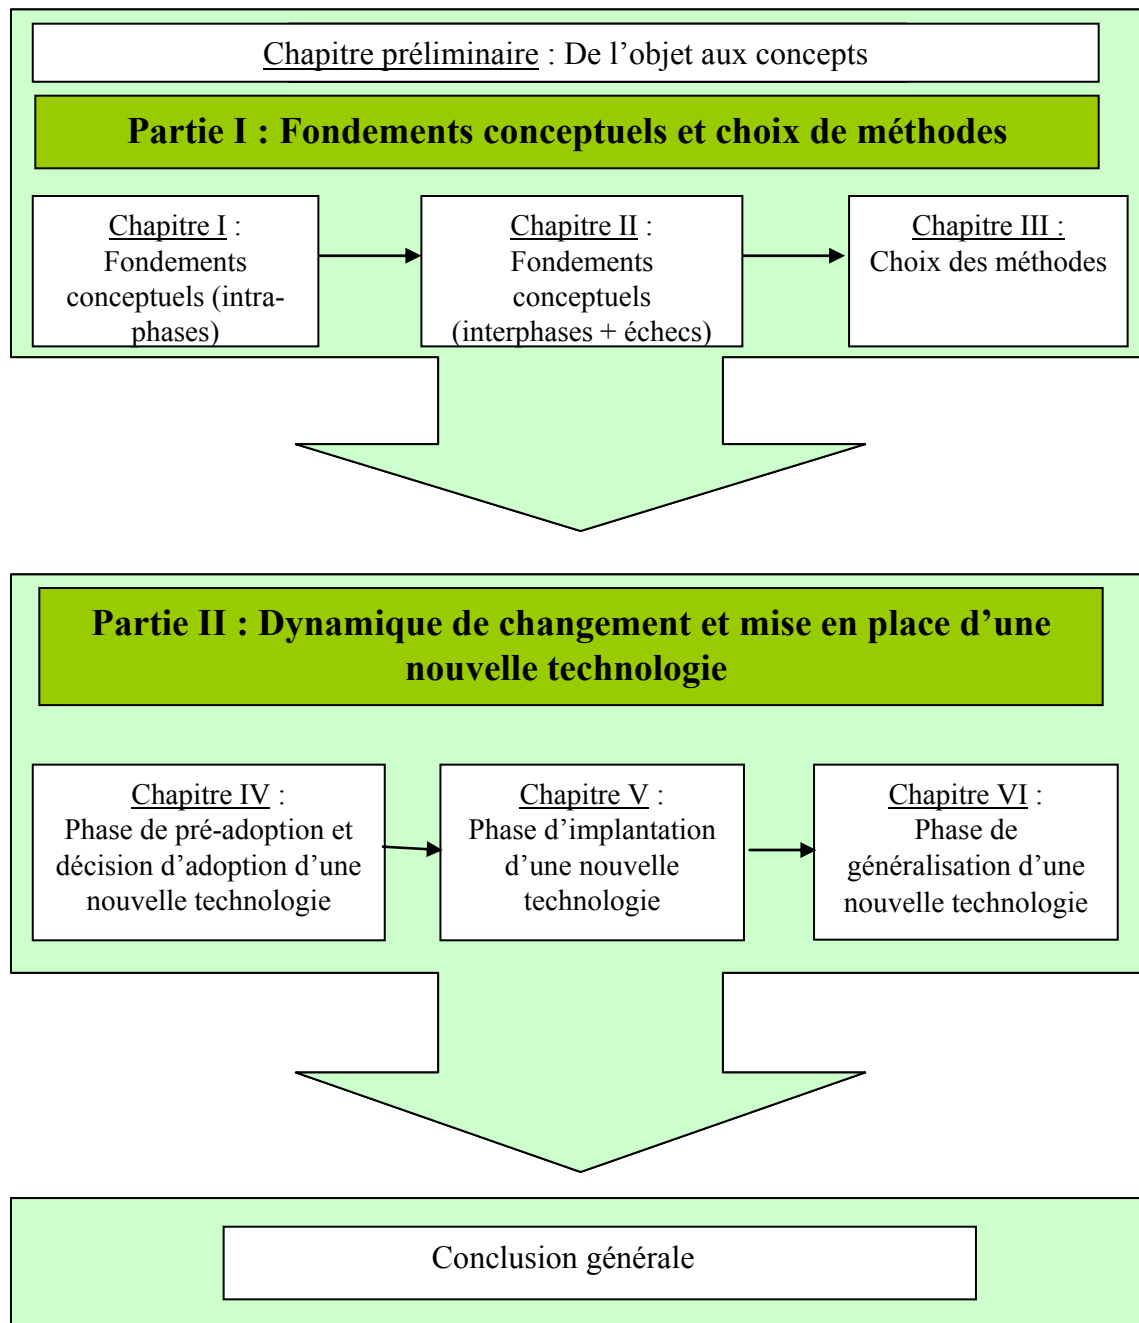 Chapitre préliminaire : De l’objet aux concepts
Partie I : Fondements conceptuels et choix de méthodes
Chapitre I :
Fondements
conceptuels (intra-
phases)
Chapitre II :
Fondements
conceptuels
(interphases + échecs)
Chapitre III :
Choix des méthodes
Partie II : Dynamique de changement et mise en place d’une
nouvelle technologie
Chapitre IV :
Phase de pré-adoption et
décision d’adoption d’une
nouvelle technologie
Chapitre V :
Phase d’implantation
d’une nouvelle
technologie
Chapitre VI :
Phase de
généralisation d’une
nouvelle technologie
Conclusion générale